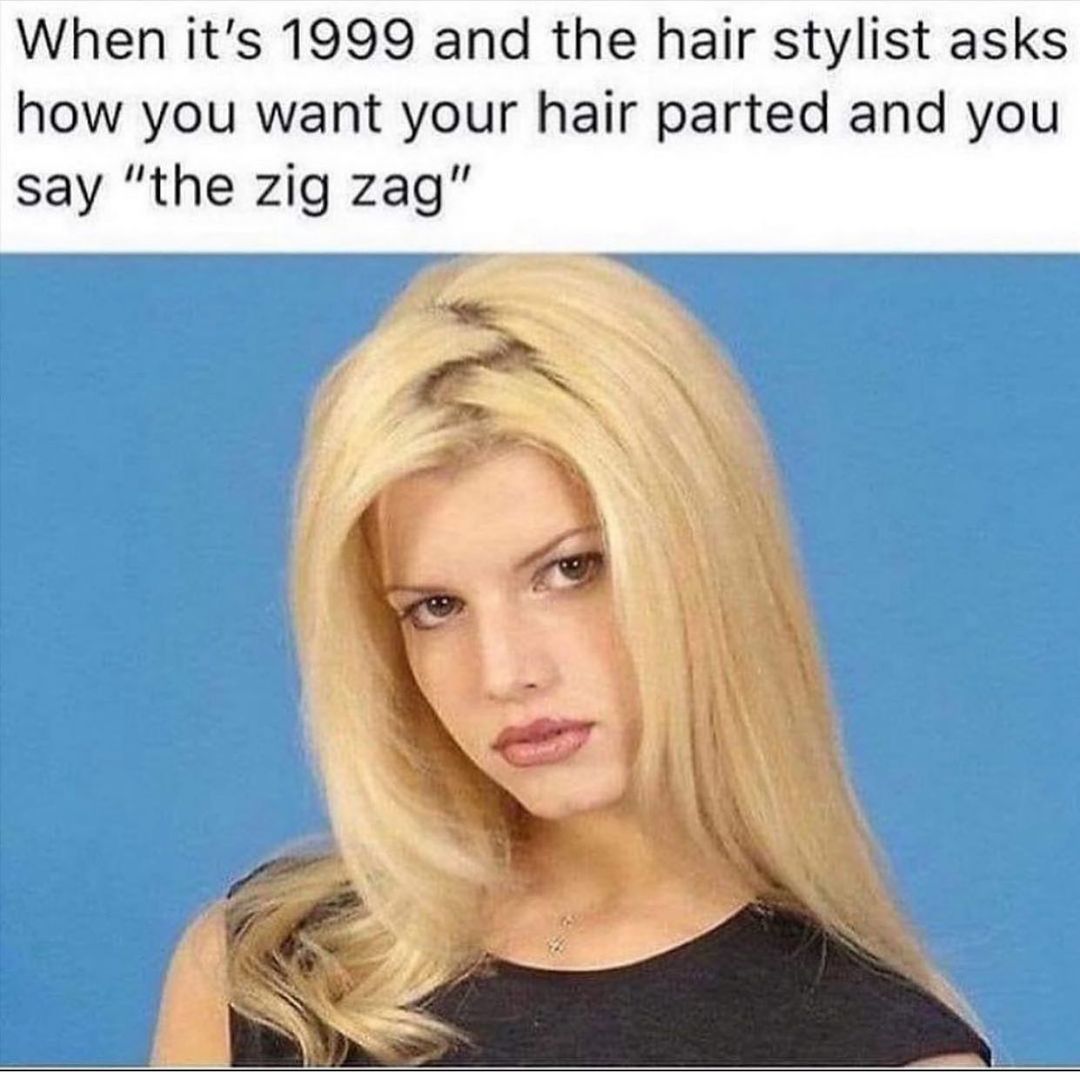 When it's 1999 and the hair stylist asks
how you want your hair parted and you
say "the zig zag"